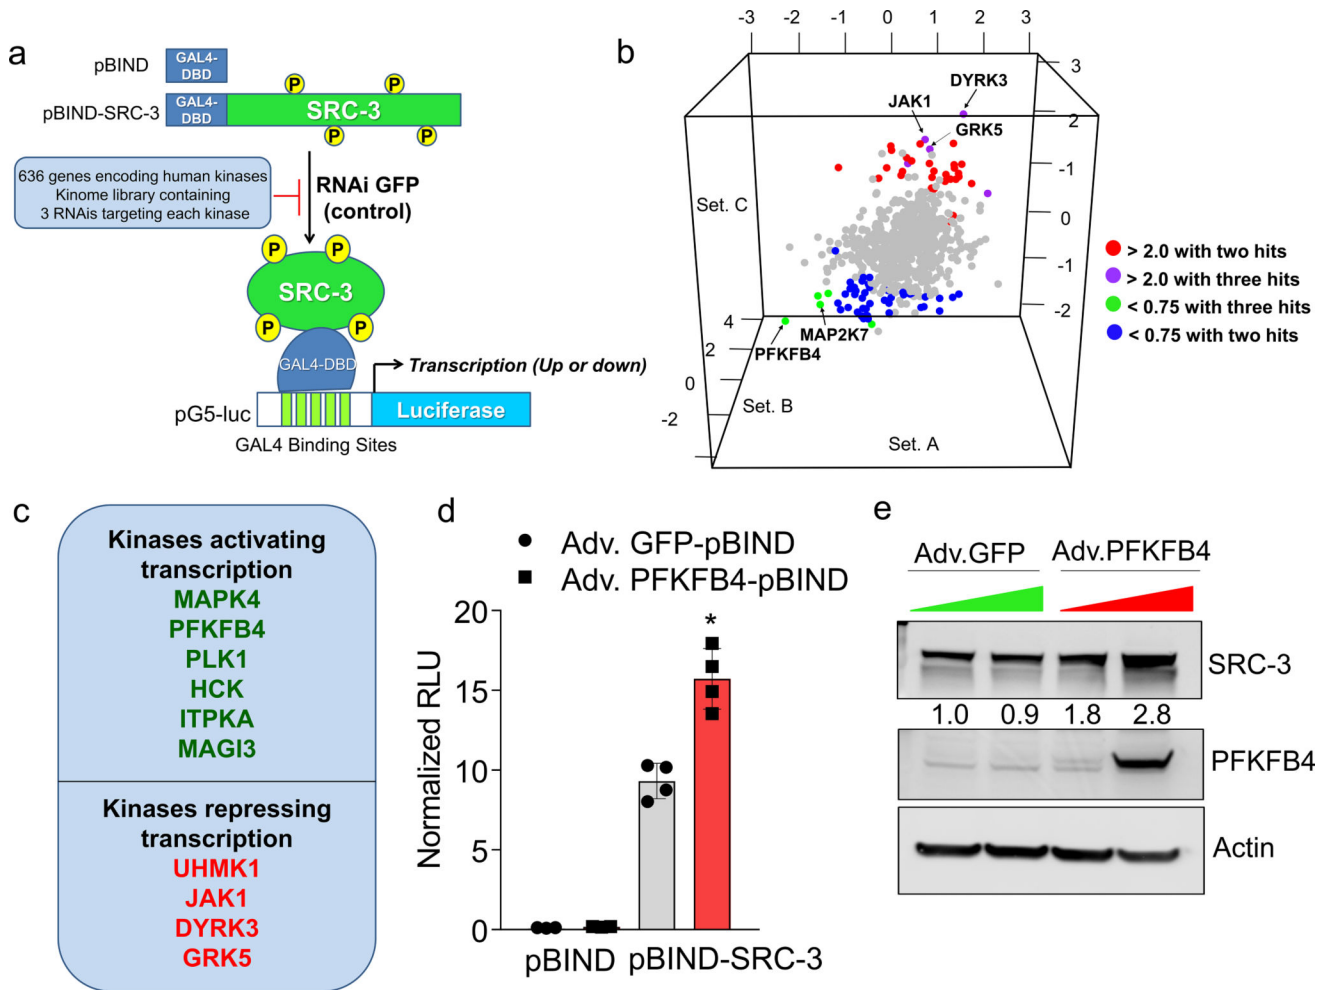 a
pBIND
GAL4-
DBD
pBIND-SRC-3
GAL4-
DBD
SRC-3
P
P
P
P
636 genes encoding human kinases
Kinome library containing
3 RNAis targeting each kinase
RNAi GFP
(control)
P
P
SRC-3
P
P
GAL4-DBD
Transcription (Up or down)
pG5-luc
Luciferase
GAL4 Binding Sites
b
-3 -2 -1 0 1 2 3
3
2
-1
0
-1
-2
DYRK3
JAK1
GRK5
Set. C
MAP2K7
PFKFB4
4
2
0
-2
Set. B
Set. A
> 2.0 with two hits
> 2.0 with three hits
< 0.75 with three hits
< 0.75 with two hits
c
Kinases activating
transcription
MAPK4
PFKFB4
PLK1
HCK
ITPKA
MAGI3
Kinases repressing
transcription
UHMK1
JAK1
DYRK3
GRK5
d
Adv. GFP-pBIND
Adv. PFKFB4-pBIND
Normalized RLU
20
15
10
5
0
*
pBIND pBIND-SRC-3
e
Adv.GFP Adv.PFKFB4
SRC-3
1.0 0.9 1.8 2.8
PFKFB4
Actin